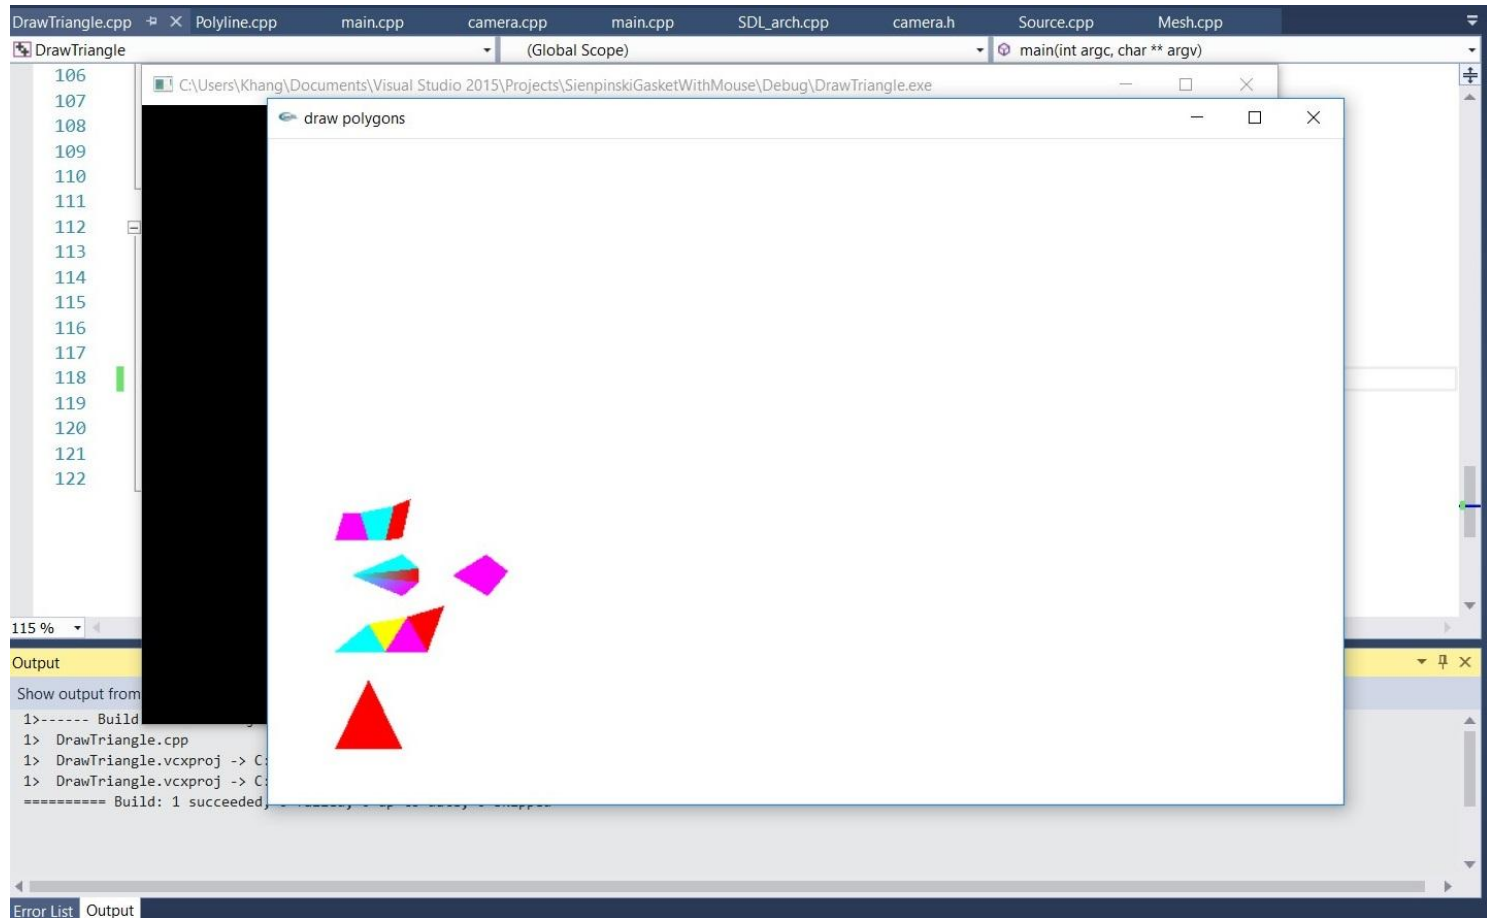 DrawTriangle.cpp Polyline.cpp main.cpp camera.cpp main.cpp SDL_arch.cpp camera.h Source.cpp Mesh.cpp
DrawTriangle (Global Scope) main(int argc, char ** argv)
106
C:\Users\Khang\Documents\Visual Studio 2015\Projects\SienpinskiGasketWithMouse\Debug\DrawTriangle.exe
107
draw polygons
108
109
110
111
112
113
114
115
116
117
118
119
120
121
122
115 %
Output
Show output from
1>------ Build
1> DrawTriangle.cpp
1> DrawTriangle.vcxproj -> C:
1> DrawTriangle.vcxproj -> C:
========== Build: 1 succeeded,
Error List Output